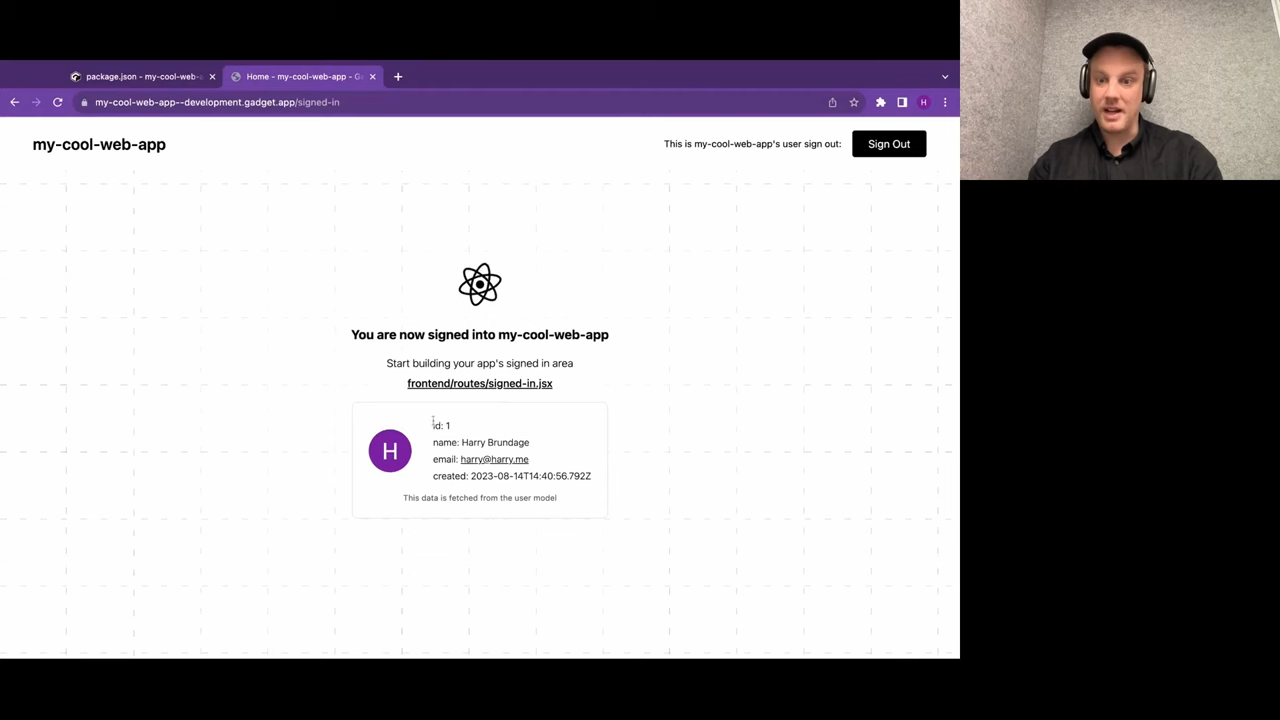 package.json - my-cool-web-a
Home - my-cool-web-app - Ga
my-cool-web-app--development.gadget.app/signed-in
H
my-cool-web-app
This is my-cool-web-app's user sign out:
Sign Out
You are now signed into my-cool-web-app
Start building your app's signed in area
frontend/routes/signed-in.jsx
H
id: 1
name: Harry Brundage
email: harry@harry.me
created: 2023-08-14T14:40:56.792Z
This data is fetched from the user model